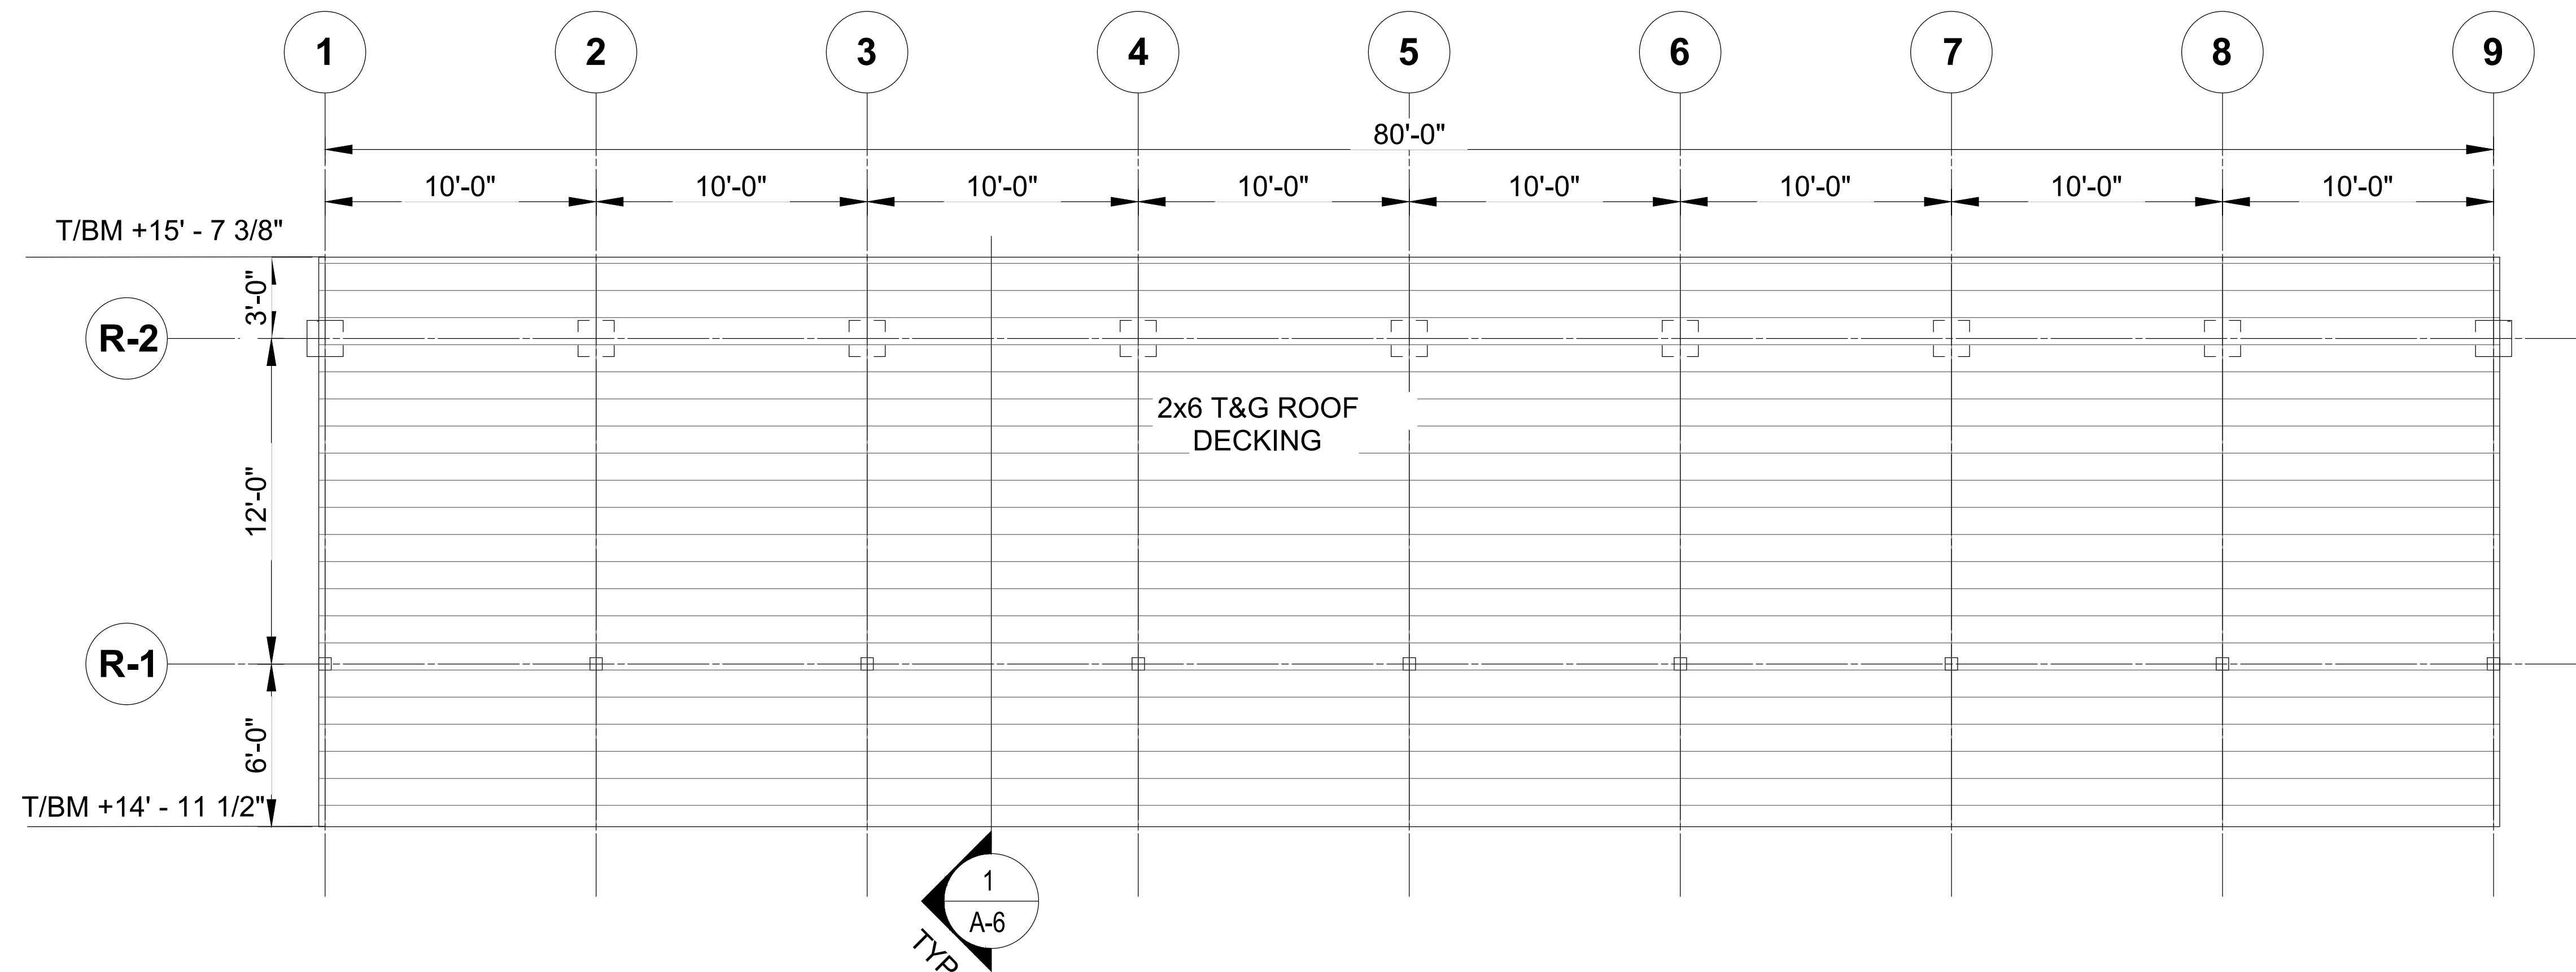 1 2 3 4 5 6 7 8 9
80'-0"
10'-0" 10'-0" 10'-0" 10'-0" 10'-0" 10'-0" 10'-0" 10'-0"
T/BM +15' - 7 3/8"
3'-0"
R-2
2x6 T&G ROOF
DECKING
12'-0"
R-1
6'-0"
T/BM +14' - 11 1/2"
1
A-6
TYP